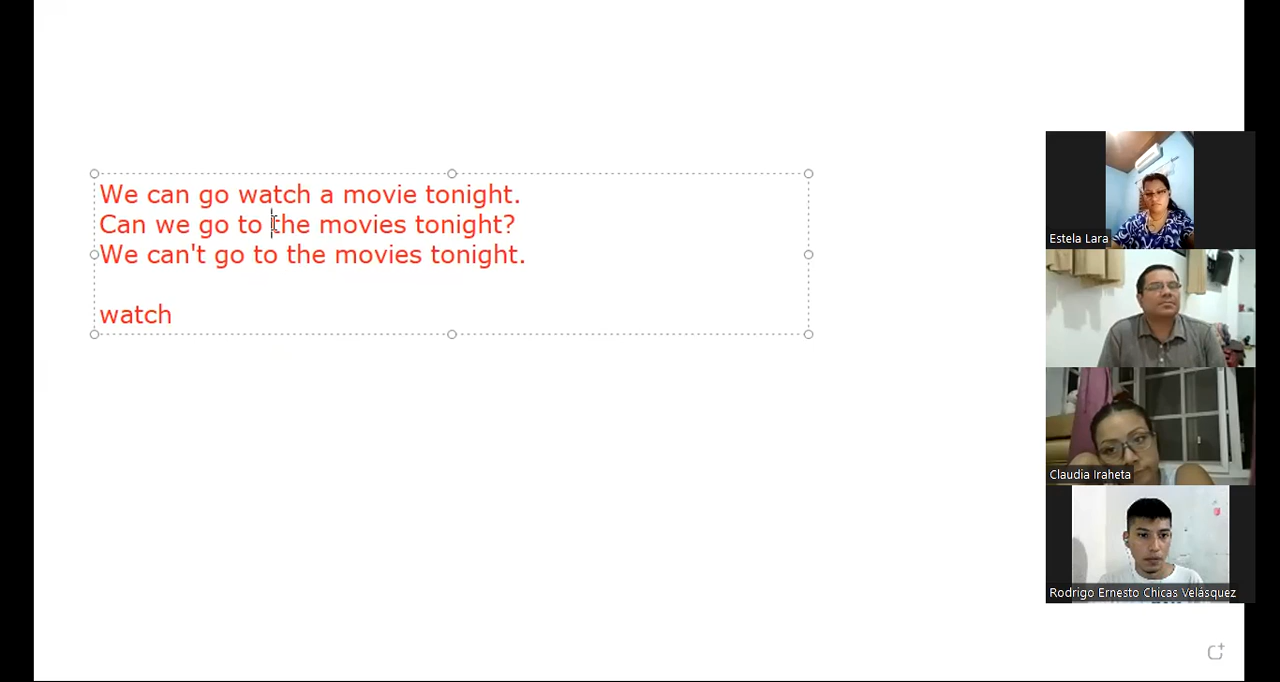 We can go watch a movie tonight.
Can we go to the movies tonight?
We can't go to the movies tonight.
watch
Estela Lara
Claudia Iraheta
Rodrigo Ernesto Chicas Velásquez